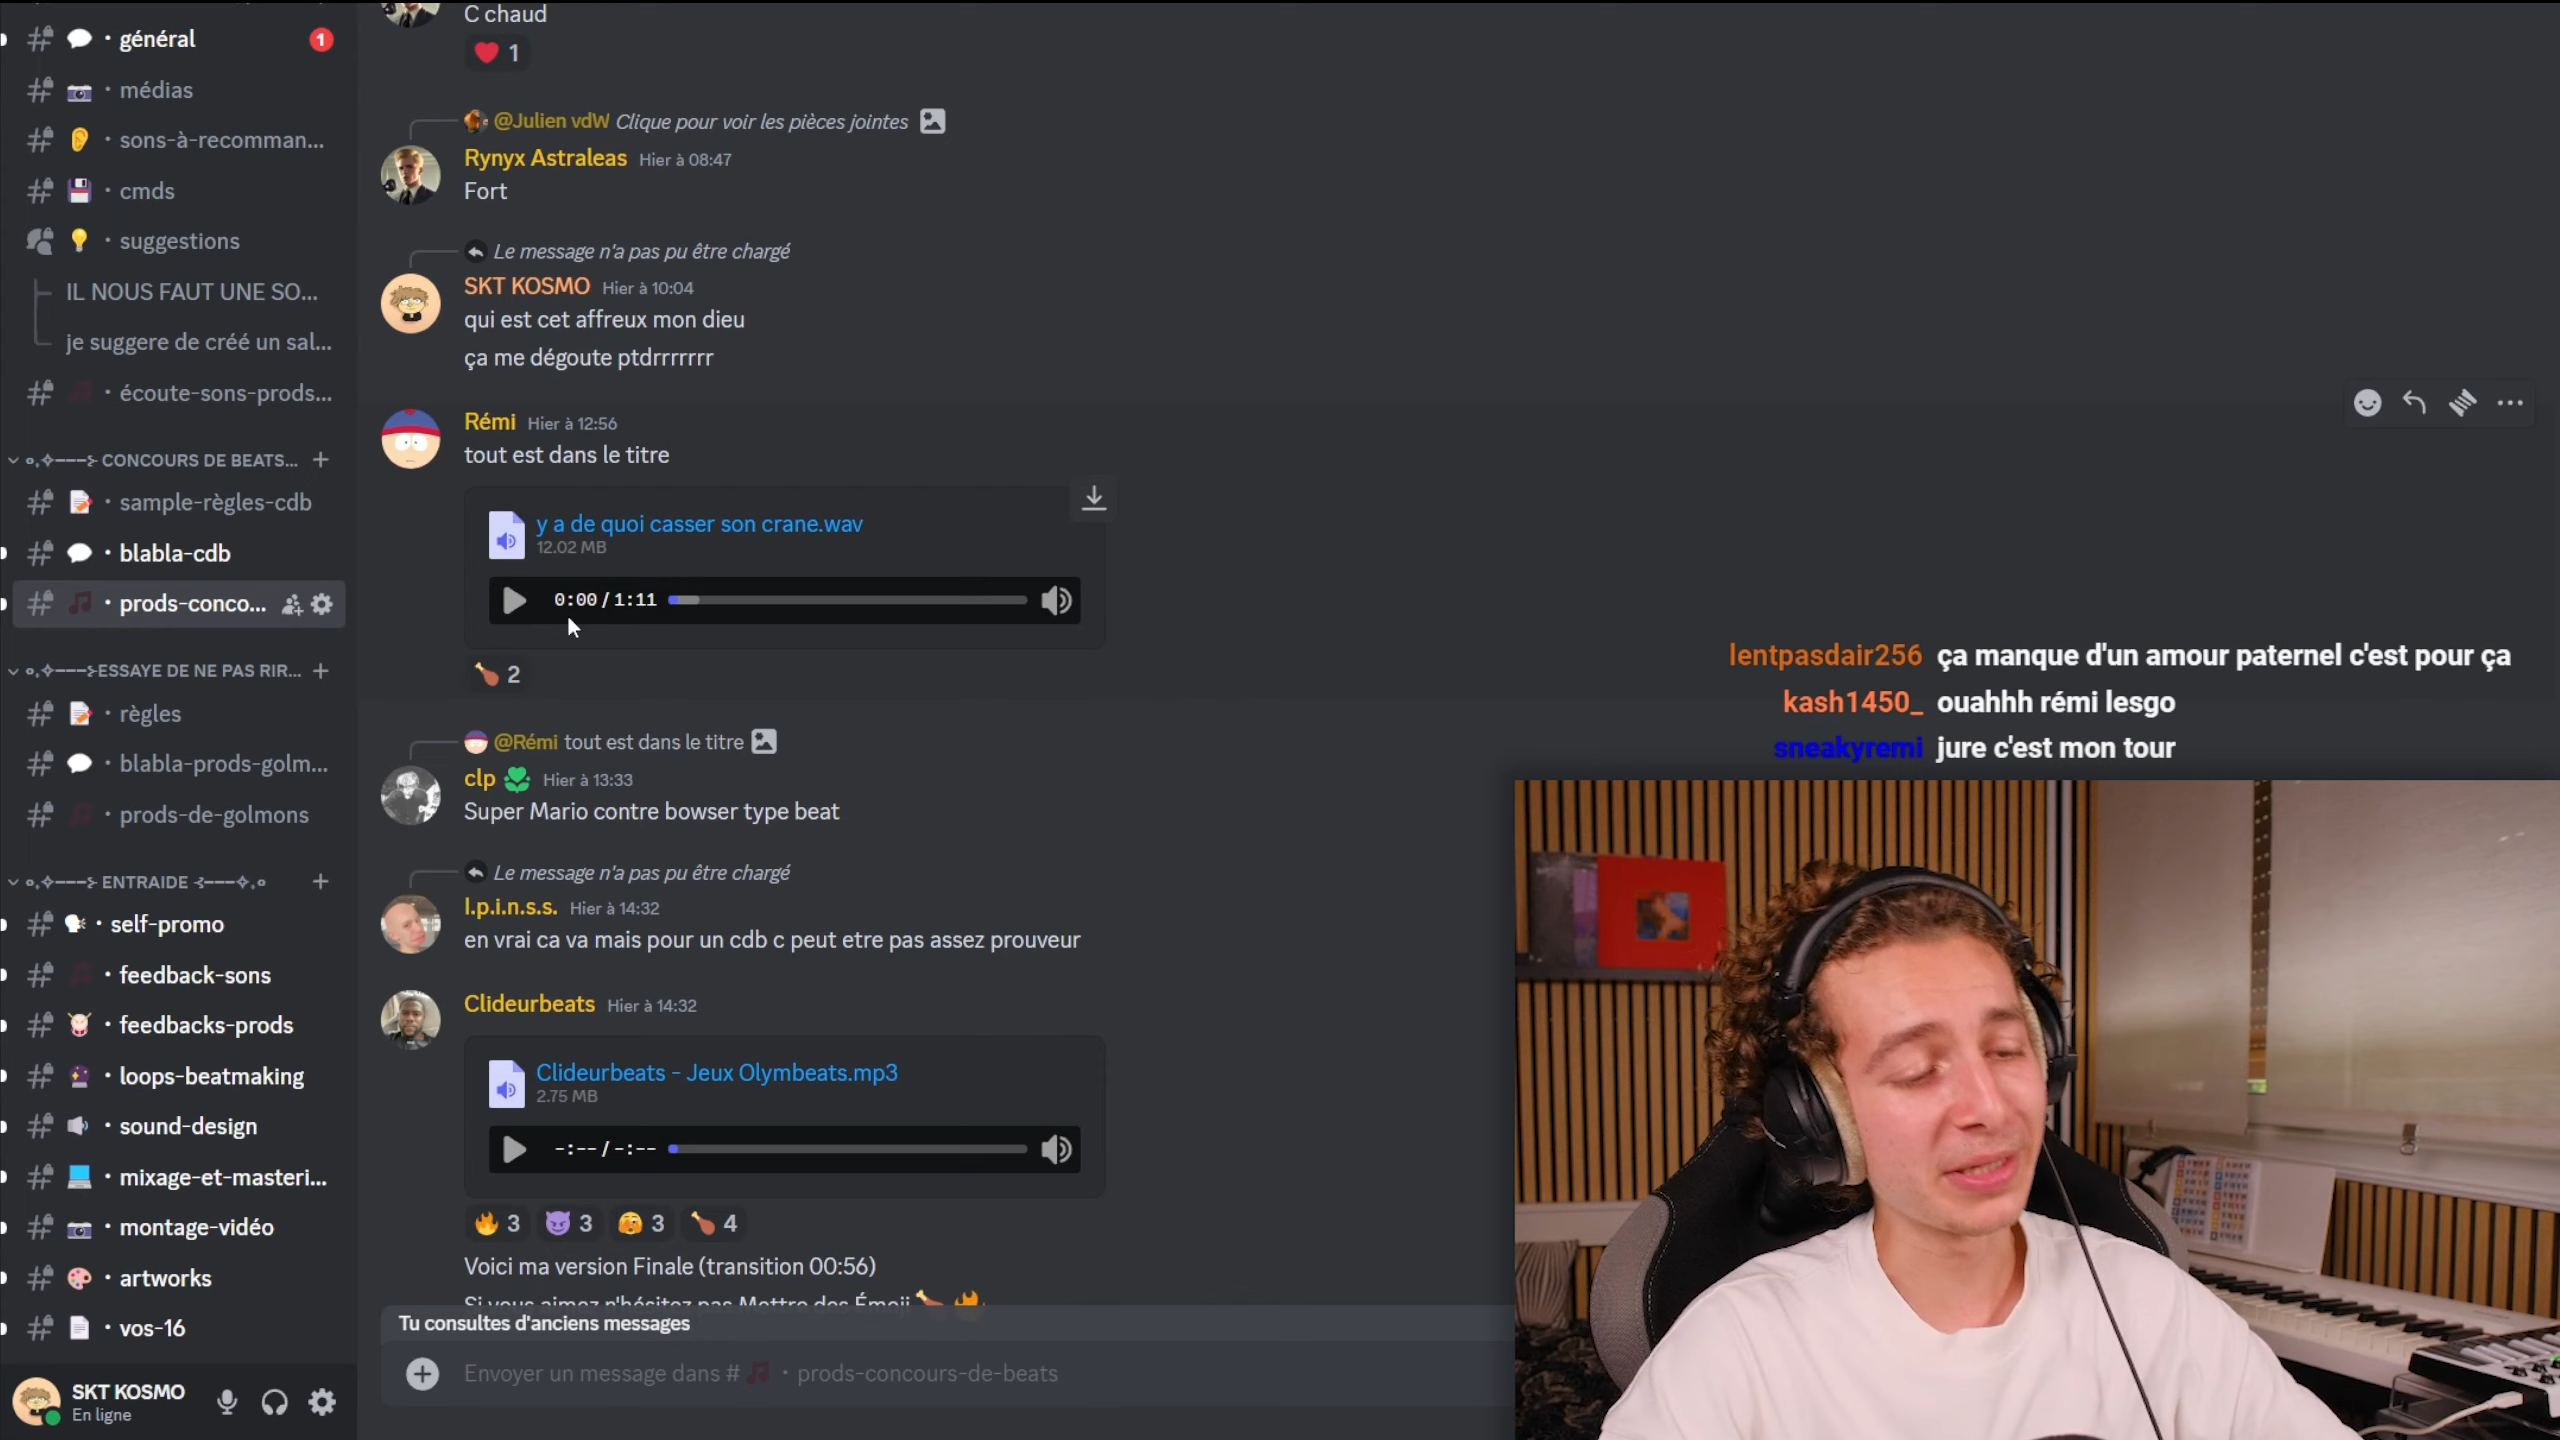 général
1
médias
sons-à-recomman...
cmds
suggestions
IL NOUS FAUT UNE SO...
je suggere de créé un sal...
écoute-sons-prods...
CONCOURS DE BEATS...
sample-règles-cdb
blabla-cdb
prods-conco...
ESSAYE DE NE PAS RIR...
règles
blabla-prods-golm...
prods-de-golmons
ENTRAIDE
self-promo
feedback-sons
feedbacks-prods
loops-beatmaking
sound-design
mixage-et-masteri...
montage-vidéo
artworks
vos-16
SKT KOSMO
En ligne
C chaud
1
@Julien vdW Clique pour voir les pièces jointes
Rynyx Astraleas Hier à 08:47
Fort
Le message n'a pas pu être chargé
SKT KOSMO Hier à 10:04
qui est cet affreux mon dieu
ça me dégoute ptdrrrrrrr
Rémi Hier à 12:56
tout est dans le titre
y a de quoi casser son crane.wav
12.02 MB
0:00 / 1:11
2
@Rémi tout est dans le titre
clp Hier à 13:33
Super Mario contre bowser type beat
Le message n'a pas pu être chargé
l.p.i.n.s.s. Hier à 14:32
en vrai ca va mais pour un cdb c peut etre pas assez prouveur
Clideurbeats Hier à 14:32
Clideurbeats - Jeux Olymbeats.mp3
2.75 MB
-:-- / -:--
3 3 3 4
Voici ma version Finale (transition 00:56)
Si vous aimez n'hésitez pas Mettre des Émoji
Tu consultes d'anciens messages
Envoyer un message dans # · prods-concours-de-beats
lentpasdair256 ça manque d'un amour paternel c'est pour ça
kash1450_ ouahhh rémi lesgo
sneakyremi jure c'est mon tour